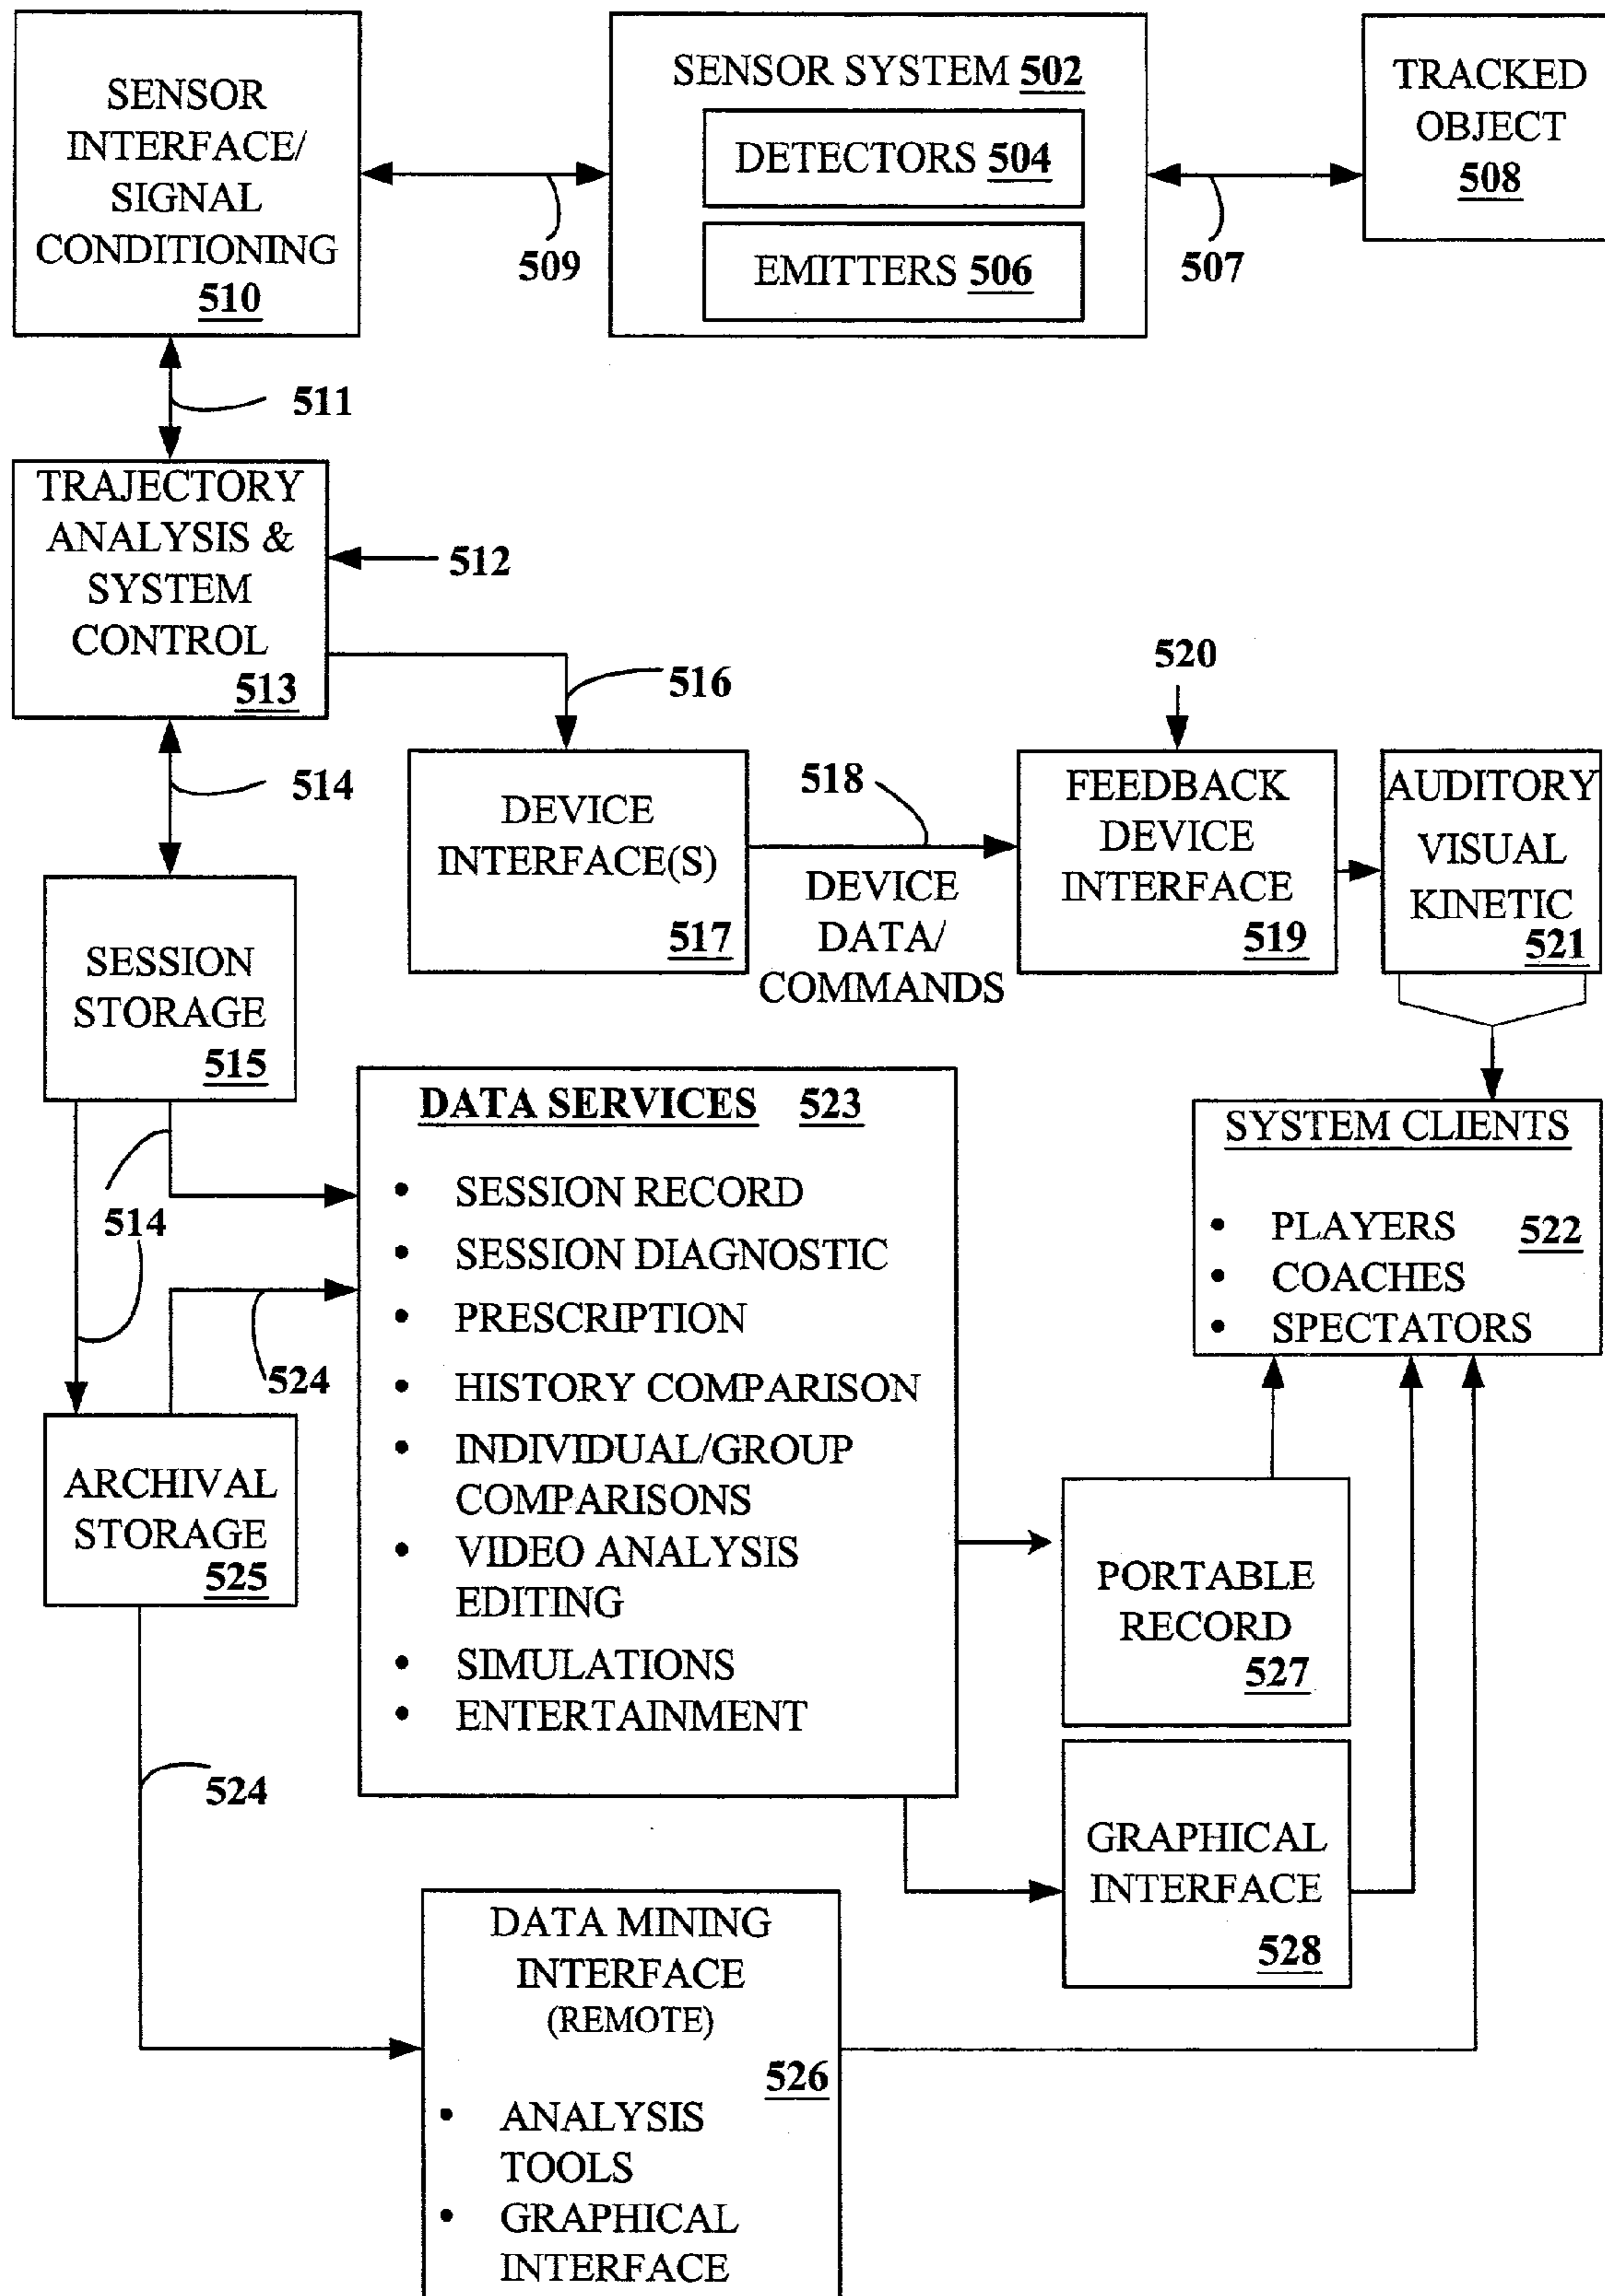 SENSOR
INTERFACE/
SIGNAL
CONDITIONING
510
SENSOR SYSTEM 502
DETECTORS 504
EMITTERS 506
TRACKED
OBJECT
508
509
507
511
TRAJECTORY
ANALYSIS &
SYSTEM
CONTROL
513
512
516
520
514
DEVICE
INTERFACE(S)
517
518
DEVICE
DATA/
COMMANDS
FEEDBACK
DEVICE
INTERFACE
519
AUDITORY
VISUAL
KINETIC
521
SESSION
STORAGE
515
514
524
DATA SERVICES 523
• SESSION RECORD
• SESSION DIAGNOSTIC
• PRESCRIPTION
• HISTORY COMPARISON
• INDIVIDUAL/GROUP
COMPARISONS
• VIDEO ANALYSIS
EDITING
• SIMULATIONS
• ENTERTAINMENT
SYSTEM CLIENTS
522
• PLAYERS
• COACHES
• SPECTATORS
ARCHIVAL
STORAGE
525
PORTABLE
RECORD
527
524
GRAPHICAL
INTERFACE
528
DATA MINING
INTERFACE
(REMOTE)
526
• ANALYSIS
TOOLS
• GRAPHICAL
INTERFACE